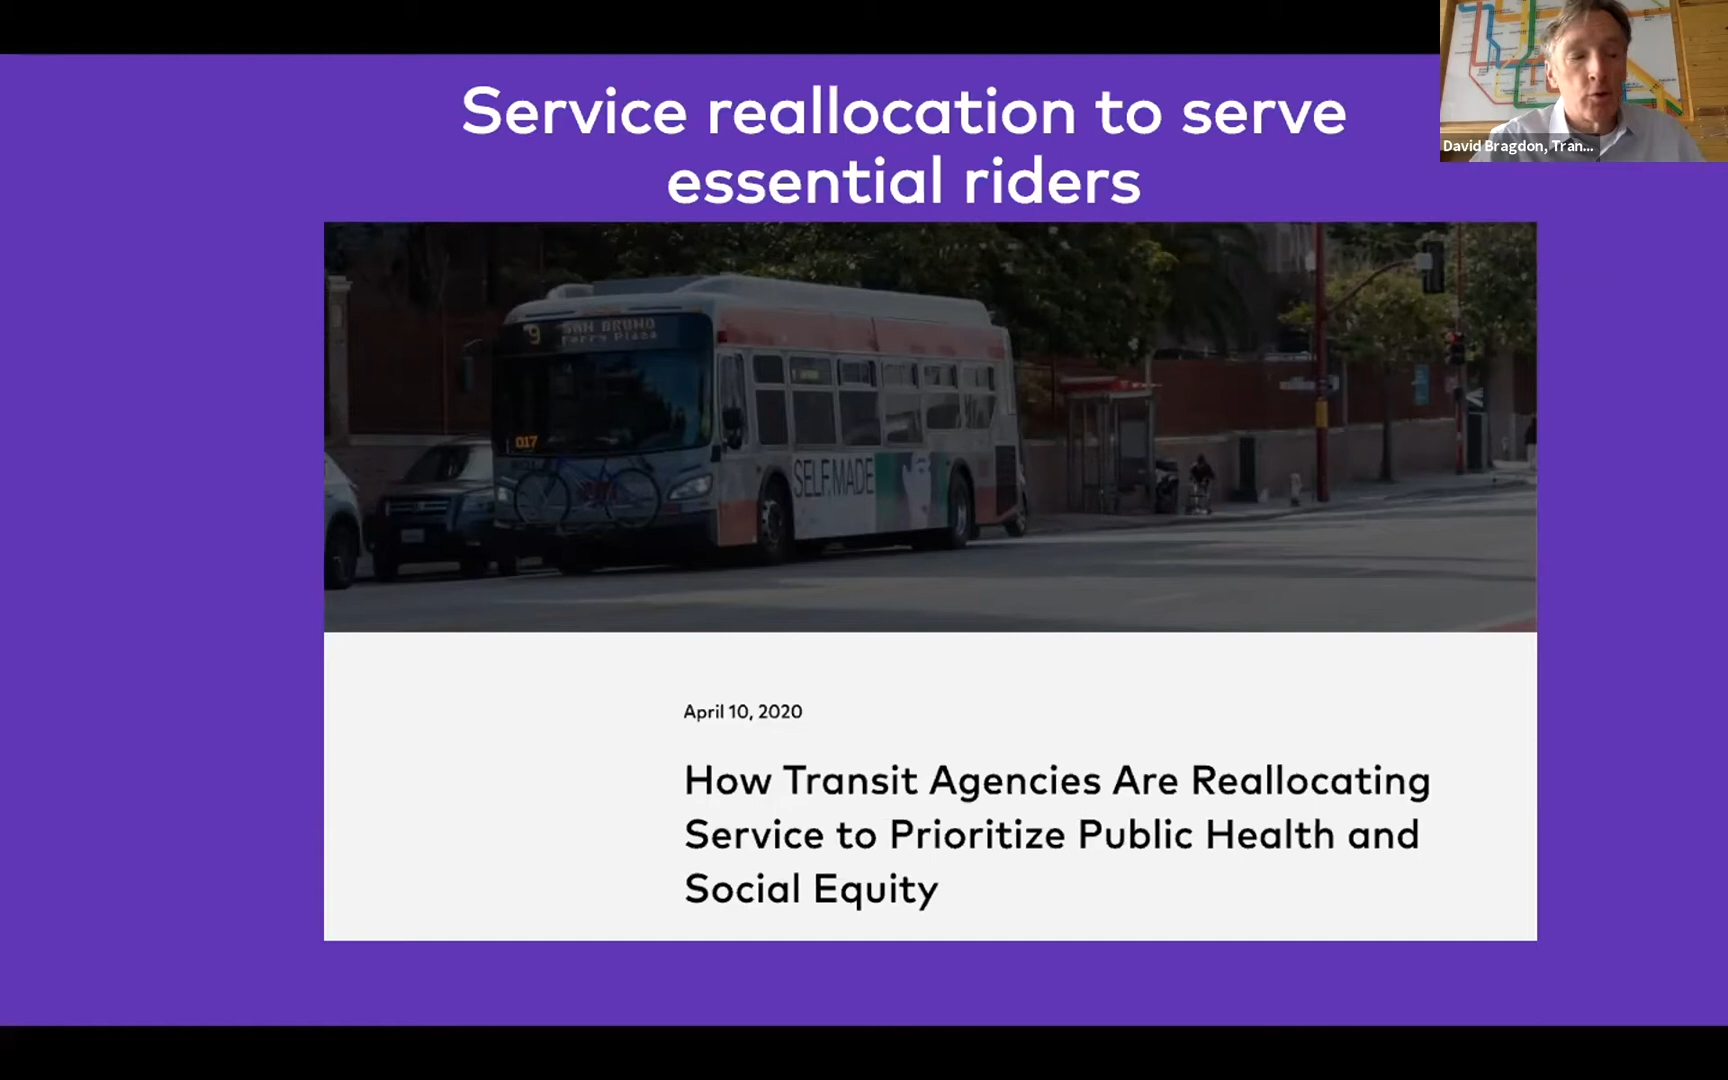 Service reallocation to serve
essential riders
David Bragdon, Tran...
9 SAN BRUNO
Ferry Plaza
017
SELF MADE
April 10, 2020
How Transit Agencies Are Reallocating
Service to Prioritize Public Health and
Social Equity